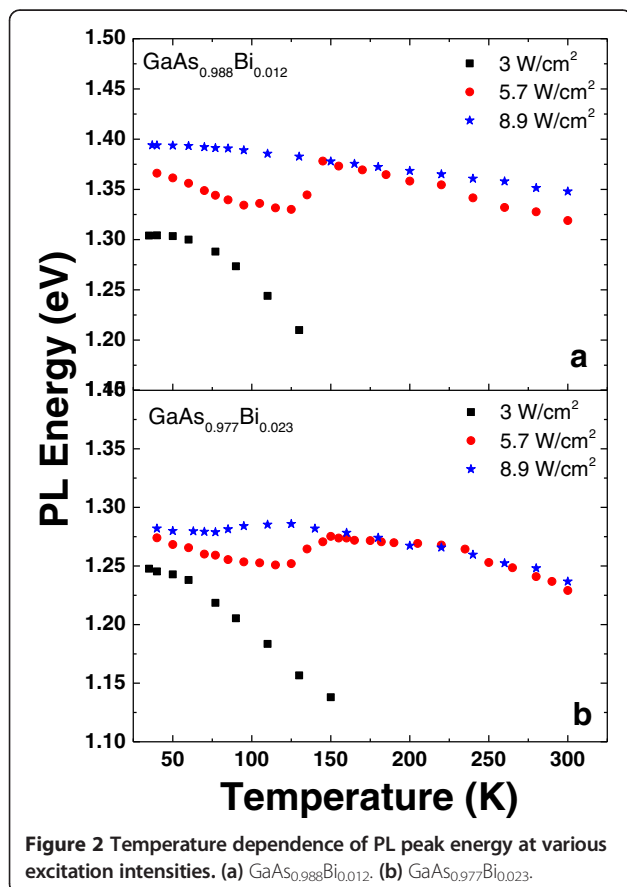 1.50
GaAs0.988Bi0.012
3 W/cm²
1.45
5.7 W/cm²
8.9 W/cm²
1.40
1.35
1.30
1.25
1.20
a
PL Energy (eV)
GaAs0.977Bi0.023
3 W/cm²
1.35
5.7 W/cm²
8.9 W/cm²
1.30
1.25
1.20
1.15
b
1.10
50 100 150 200 250 300
Temperature (K)
Figure 2 Temperature dependence of PL peak energy at various
excitation intensities. (a) GaAs0.988Bi0.012. (b) GaAs0.977Bi0.023.